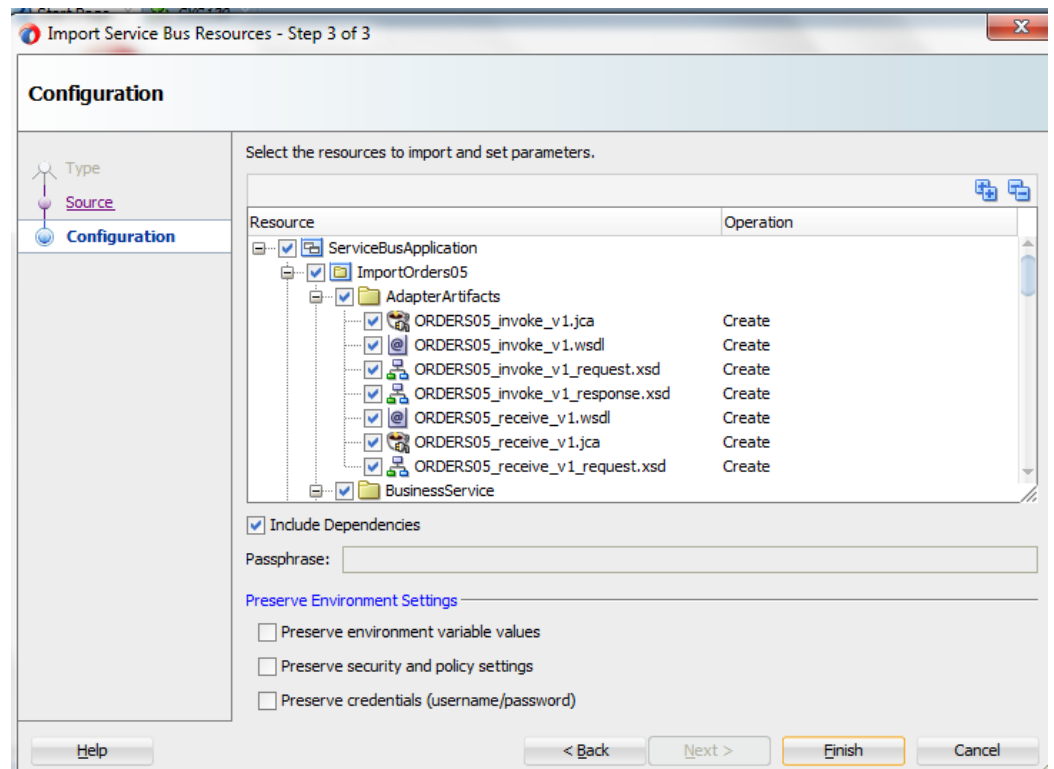 Import Service Bus Resources - Step 3 of 3
Configuration
Type
Source
Configuration
Select the resources to import and set parameters.
Resource Operation
ServiceBusApplication
ImportOrders05
AdapterArtifacts
ORDERS05_invoke_v1.jca Create
ORDERS05_invoke_v1.wsdl Create
ORDERS05_invoke_v1_request.xsd Create
ORDERS05_invoke_v1_response.xsd Create
ORDERS05_receive_v1.wsdl Create
ORDERS05_receive_v1.jca Create
ORDERS05_receive_v1_request.xsd Create
BusinessService
Include Dependencies
Passphrase:
Preserve Environment Settings
Preserve environment variable values
Preserve security and policy settings
Preserve credentials (username/password)
Help < Back Next > Finish Cancel